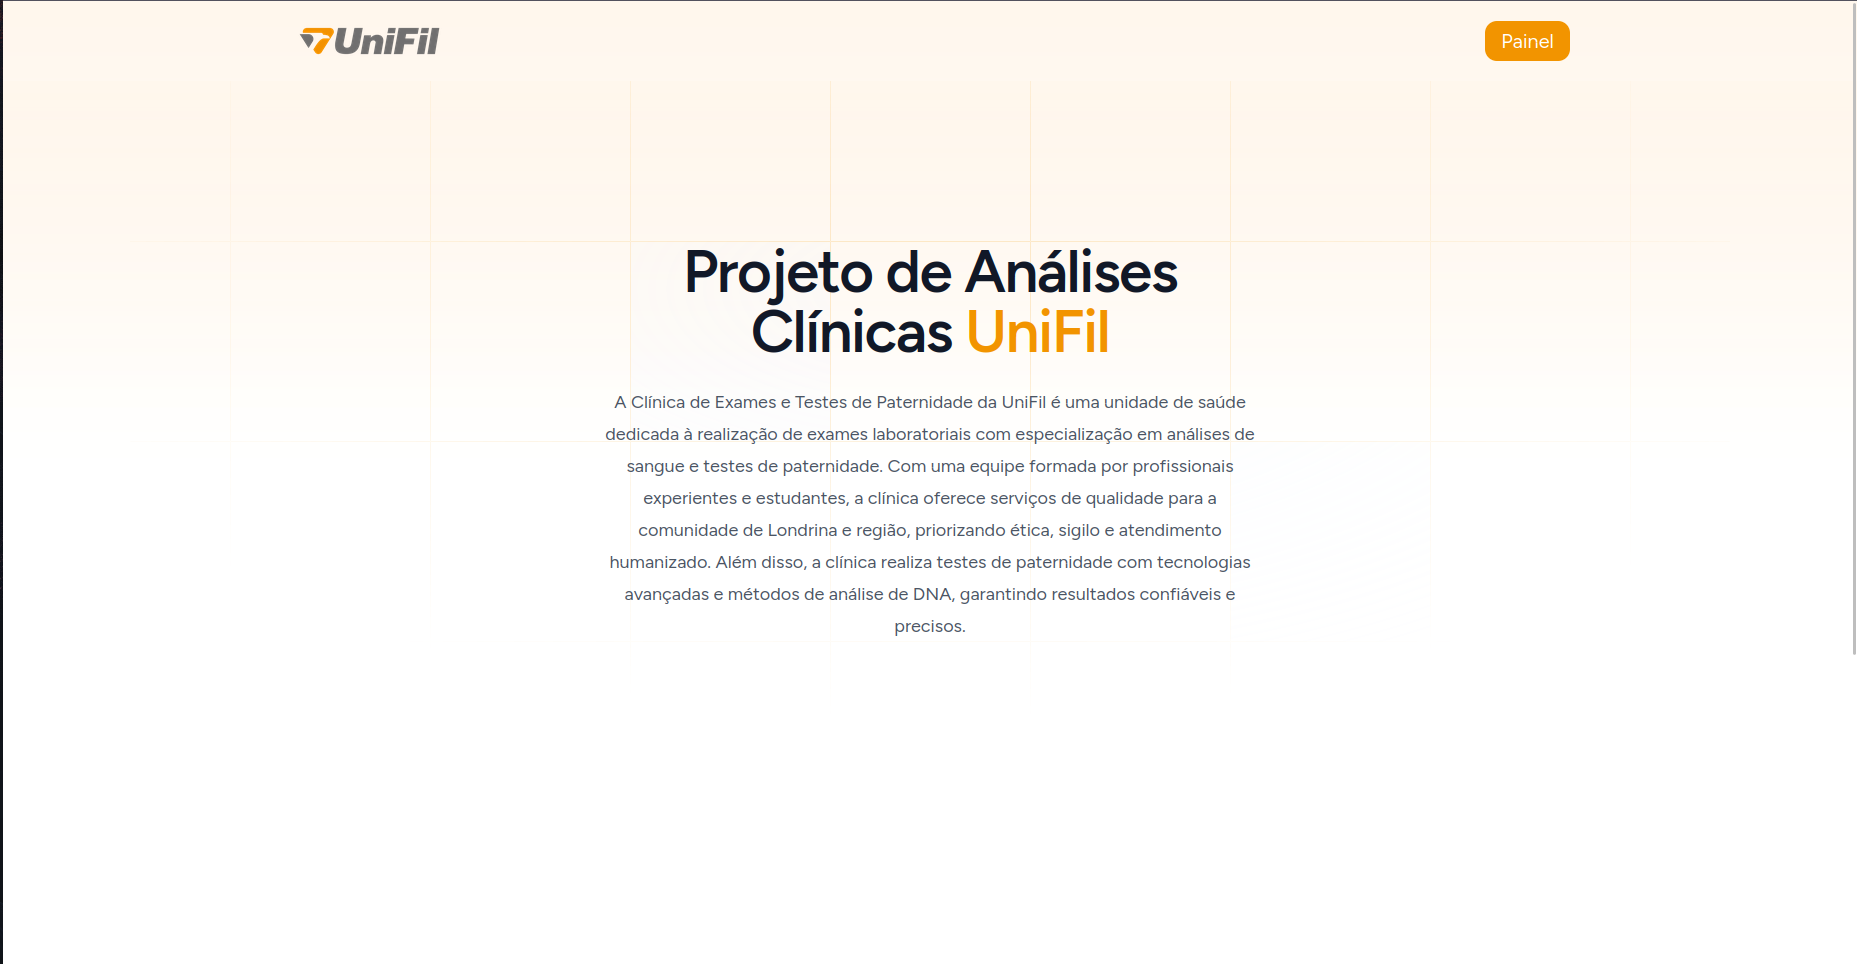 UniFil
Painel
Projeto de Análises
Clínicas UniFil
A Clínica de Exames e Testes de Paternidade da UniFil é uma unidade de saúde
dedicada à realização de exames laboratoriais com especialização em análises de
sangue e testes de paternidade. Com uma equipe formada por profissionais
experientes e estudantes, a clínica oferece serviços de qualidade para a
comunidade de Londrina e região, priorizando ética, sigilo e atendimento
humanizado. Além disso, a clínica realiza testes de paternidade com tecnologias
avançadas e métodos de análise de DNA, garantindo resultados confiáveis e
precisos.